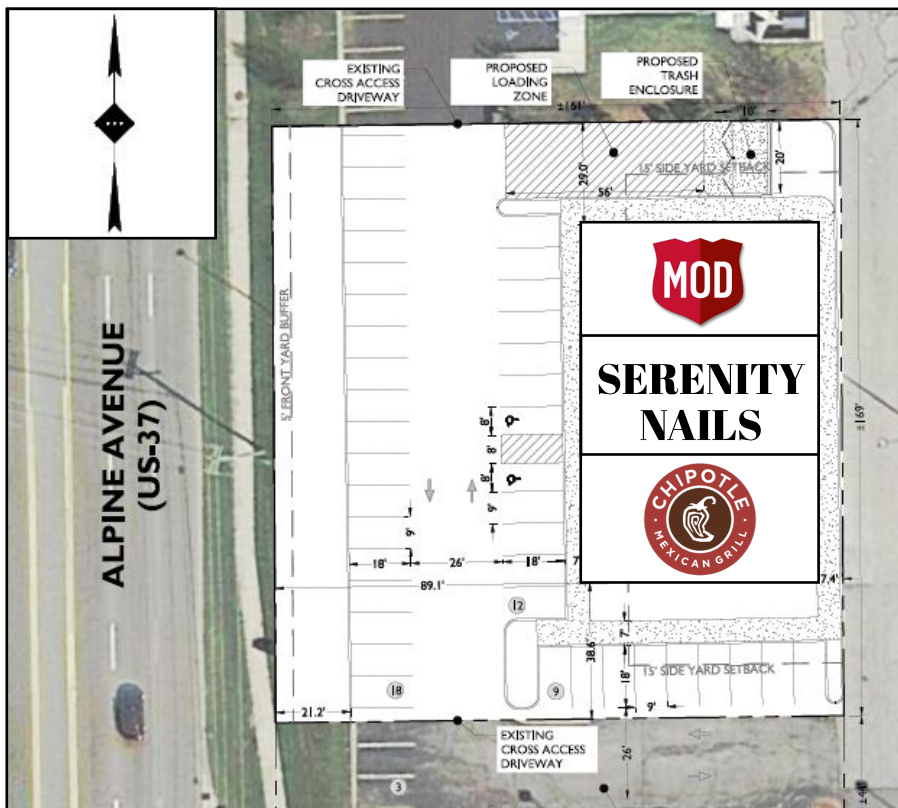 EXISTING
CROSS ACCESS
DRIVEWAY
PROPOSED
LOADING
ZONE
PROPOSED
TRASH
ENCLOSURE
±161'
10'
20'
29.0'
15' SIDE YARD SETBACK
56'
MOD
SERENITY
NAILS
CHIPOTLE
MEXICAN GRILL
5' FRONT YARD BUFFER
ALPINE AVENUE
(US-37)
±169'
8'
8'
8'
9'
9'
18'
26'
18'
7'
89.1'
7.4'
12
7'
38.6'
15' SIDE YARD SETBACK
18'
18
9
9'
21.2'
EXISTING
CROSS ACCESS
DRIVEWAY
26'
3